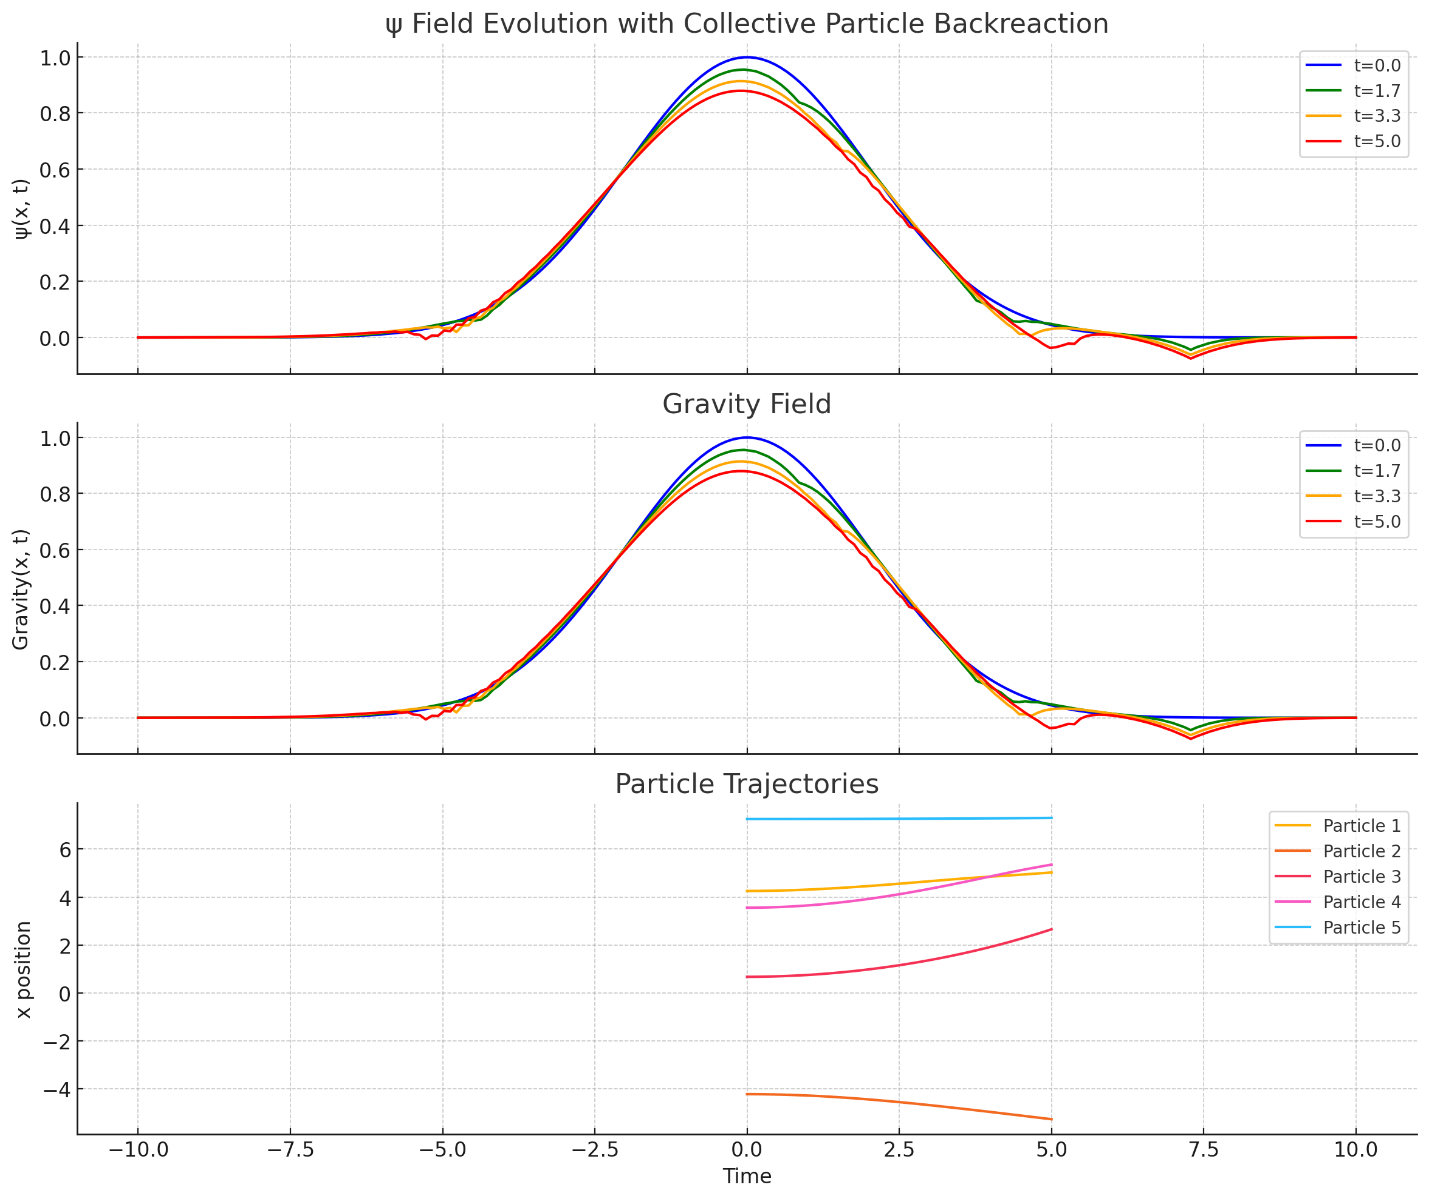 ψ Field Evolution with Collective Particle Backreaction
ψ(x, t)
1.0
0.8
0.6
0.4
0.2
0.0
t=0.0
t=1.7
t=3.3
t=5.0
Gravity Field
Gravity(x, t)
1.0
0.8
0.6
0.4
0.2
0.0
t=0.0
t=1.7
t=3.3
t=5.0
Particle Trajectories
x position
6
4
2
0
−2
−4
Particle 1
Particle 2
Particle 3
Particle 4
Particle 5
−10.0 −7.5 −5.0 −2.5 0.0 2.5 5.0 7.5 10.0
Time